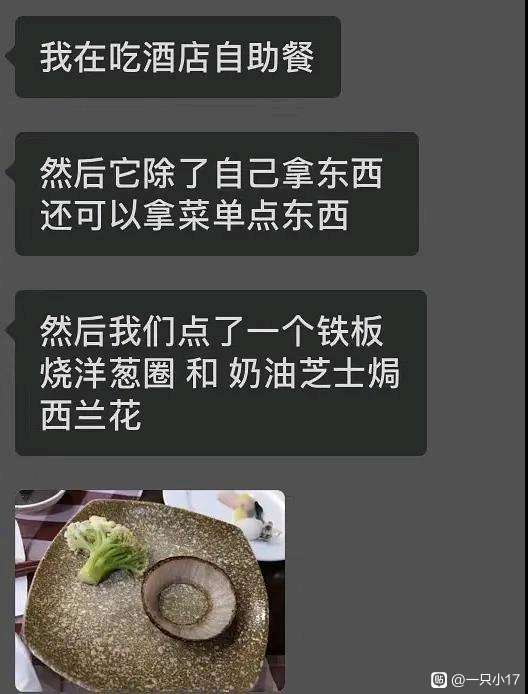 我在吃酒店自助餐
然后它除了自己拿东西
还可以拿菜单点东西
然后我们点了一个铁板
烧洋葱圈 和 奶油芝士焗
西兰花
贴 @一只小17